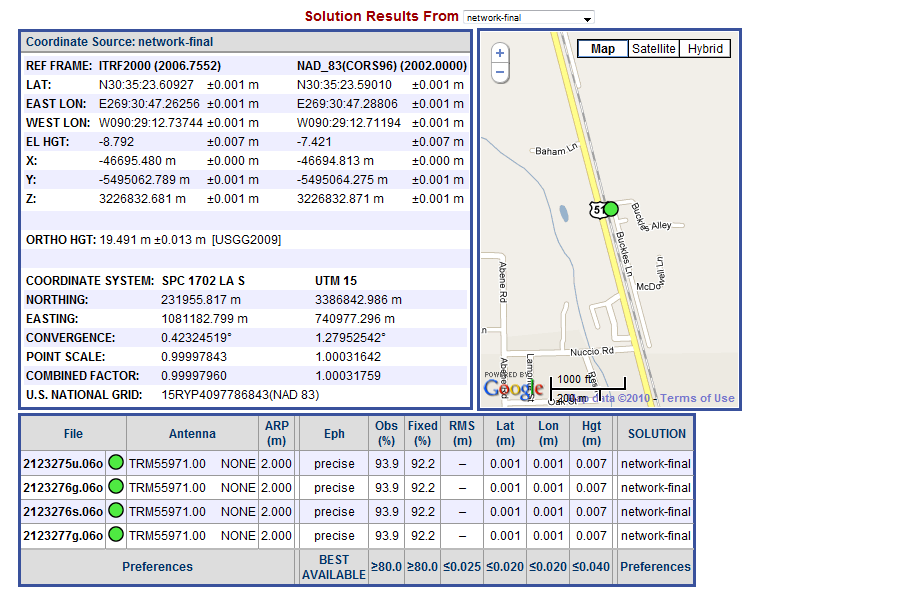 Solution Results From network-final
Coordinate Source: network-final
REF FRAME: ITRF2000 (2006.7552) NAD_83(CORS96) (2002.0000)
LAT: N30:35:23.60927 ±0.001 m N30:35:23.59010 ±0.001 m
EAST LON: E269:30:47.26256 ±0.001 m E269:30:47.28806 ±0.001 m
WEST LON: W090:29:12.73744 ±0.001 m W090:29:12.71194 ±0.001 m
EL HGT: -8.792 ±0.007 m -7.421 ±0.007 m
X: -46695.480 m ±0.000 m -46694.813 m ±0.000 m
Y: -5495062.789 m ±0.001 m -5495064.275 m ±0.001 m
Z: 3226832.681 m ±0.001 m 3226832.871 m ±0.001 m
ORTHO HGT: 19.491 m ±0.013 m [USGG2009]
COORDINATE SYSTEM: SPC 1702 LA S UTM 15
NORTHING: 231955.817 m 3386842.986 m
EASTING: 1081182.799 m 740977.296 m
CONVERGENCE: 0.42324519° 1.27952542°
POINT SCALE: 0.99997843 1.00031642
COMBINED FACTOR: 0.99997960 1.00031759
U.S. NATIONAL GRID: 15RYP4097786843(NAD 83)
+
−
Map Satellite Hybrid
Baham Ln
51
Buckles Alley
Buckles Ln
Well Ln
McDo
Abene Rd
n
Nuccio Rd
Abene Rd
Oak St
POWERED BY
Google
1000 ft
200 m
Map data ©2010 - Terms of Use
File Antenna ARP (m) Eph Obs (%) Fixed (%) RMS (m) Lat (m) Lon (m) Hgt (m) SOLUTION
2123275u.06o TRM55971.00 NONE 2.000 precise 93.9 92.2 – 0.001 0.001 0.007 network-final
2123276g.06o TRM55971.00 NONE 2.000 precise 93.9 92.2 – 0.001 0.001 0.007 network-final
2123276s.06o TRM55971.00 NONE 2.000 precise 93.9 92.2 – 0.001 0.001 0.007 network-final
2123277g.06o TRM55971.00 NONE 2.000 precise 93.9 92.2 – 0.001 0.001 0.007 network-final
Preferences BEST AVAILABLE ≥80.0 ≥80.0 ≤0.025 ≤0.020 ≤0.020 ≤0.040 Preferences